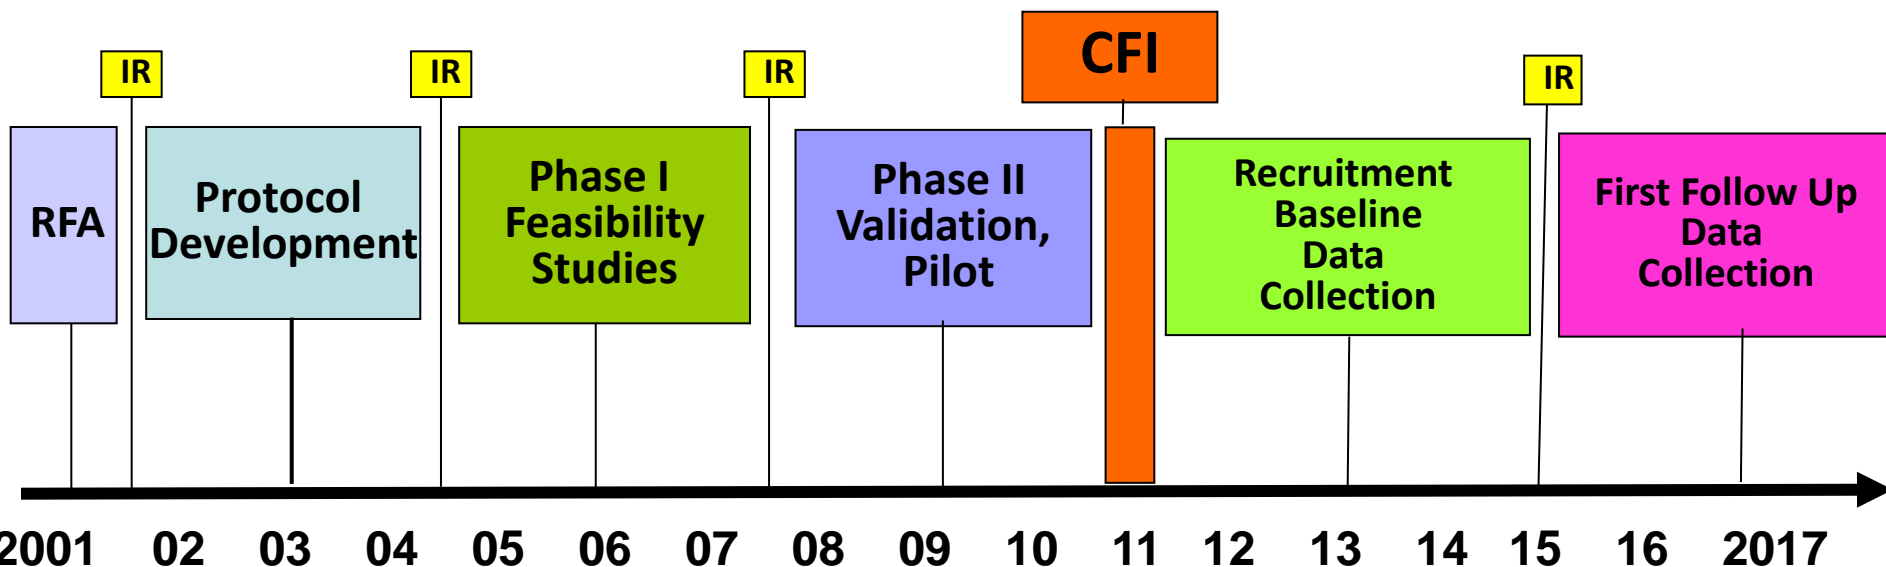 CFI
IR
IR
IR
IR
RFA
Protocol
Development
Phase I
Feasibility
Studies
Phase II
Validation,
Pilot
Recruitment
Baseline
Data
Collection
First Follow Up
Data
Collection
2001 02 03 04 05 06 07 08 09 10 11 12 13 14 15 16 2017